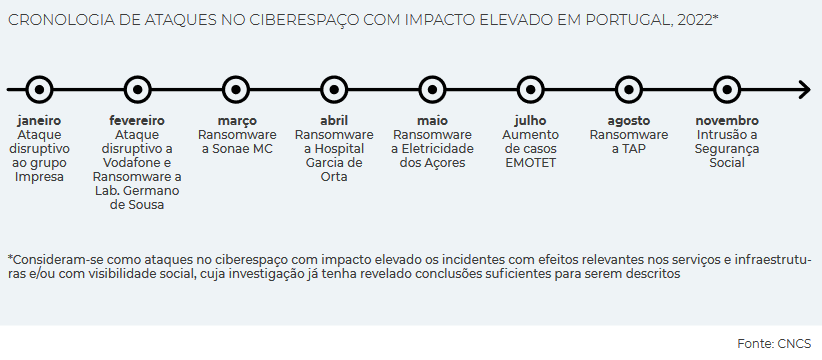 CRONOLOGIA DE ATAQUES NO CIBERESPAÇO COM IMPACTO ELEVADO EM PORTUGAL, 2022*
janeiro
Ataque
disruptivo
ao grupo
Impresa
fevereiro
Ataque
disruptivo a
Vodafone e
Ransomware a
Lab. Germano
de Sousa
março
Ransomware
a Sonae MC
abril
Ransomware
a Hospital
Garcia de
Orta
maio
Ransomware
a Eletricidade
dos Açores
julho
Aumento
de casos
EMOTET
agosto
Ransomware
a TAP
novembro
Intrusão a
Segurança
Social
*Consideram-se como ataques no ciberespaço com impacto elevado os incidentes com efeitos relevantes nos serviços e infraestrutu-
ras e/ou com visibilidade social, cuja investigação já tenha revelado conclusões suficientes para serem descritos
Fonte: CNCS